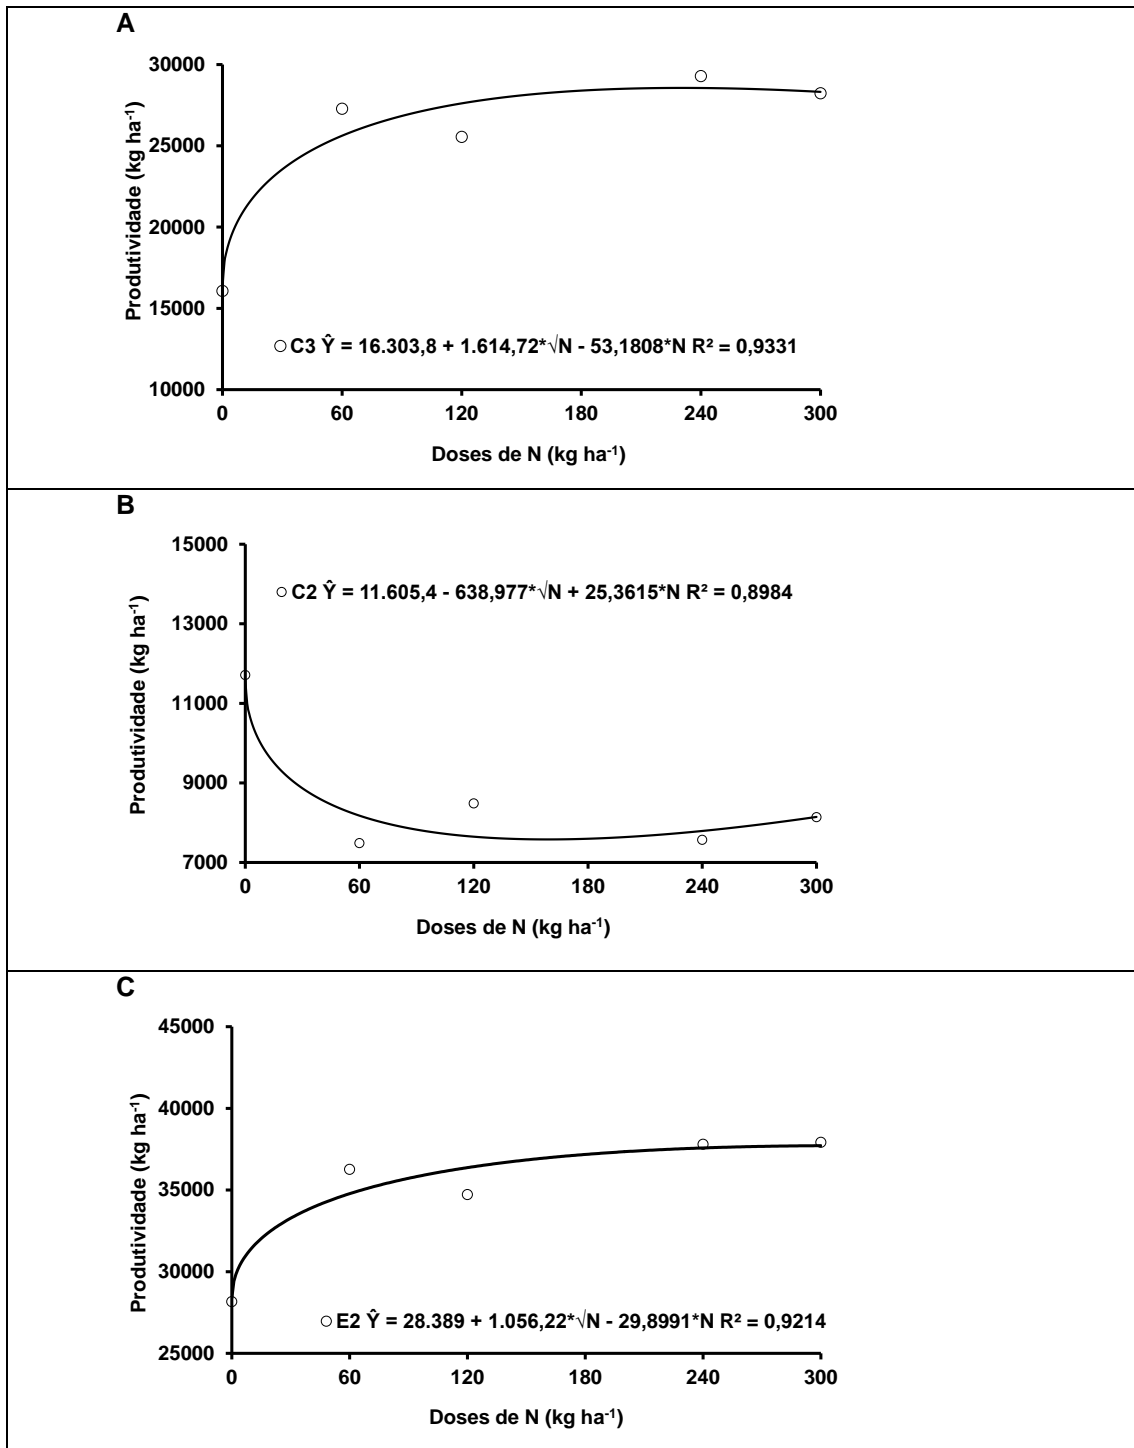 A
30000
25000
20000
15000
10000
Produtividade (kg ha⁻¹)
C3 Ŷ = 16.303,8 + 1.614,72*√N - 53,1808*N R² = 0,9331
0 60 120 180 240 300
Doses de N (kg ha⁻¹)
B
15000
13000
11000
9000
7000
Produtividade (kg ha⁻¹)
C2 Ŷ = 11.605,4 - 638,977*√N + 25,3615*N R² = 0,8984
0 60 120 180 240 300
Doses de N (kg ha⁻¹)
C
45000
40000
35000
30000
25000
Produtividade (kg ha⁻¹)
E2 Ŷ = 28.389 + 1.056,22*√N - 29,8991*N R² = 0,9214
0 60 120 180 240 300
Doses de N (kg ha⁻¹)